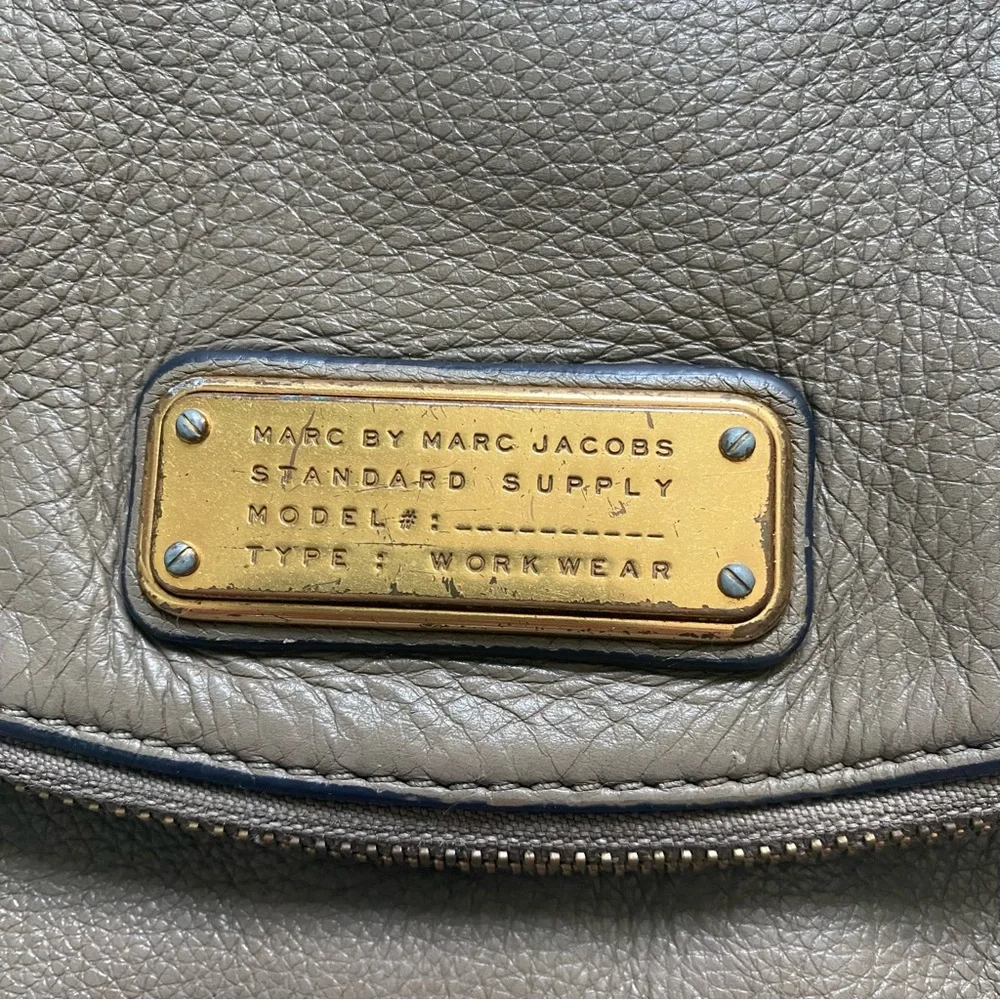 MARC BY MARC JACOBS
STANDARD SUPPLY
MODEL#: __________
TYPE: WORKWEAR